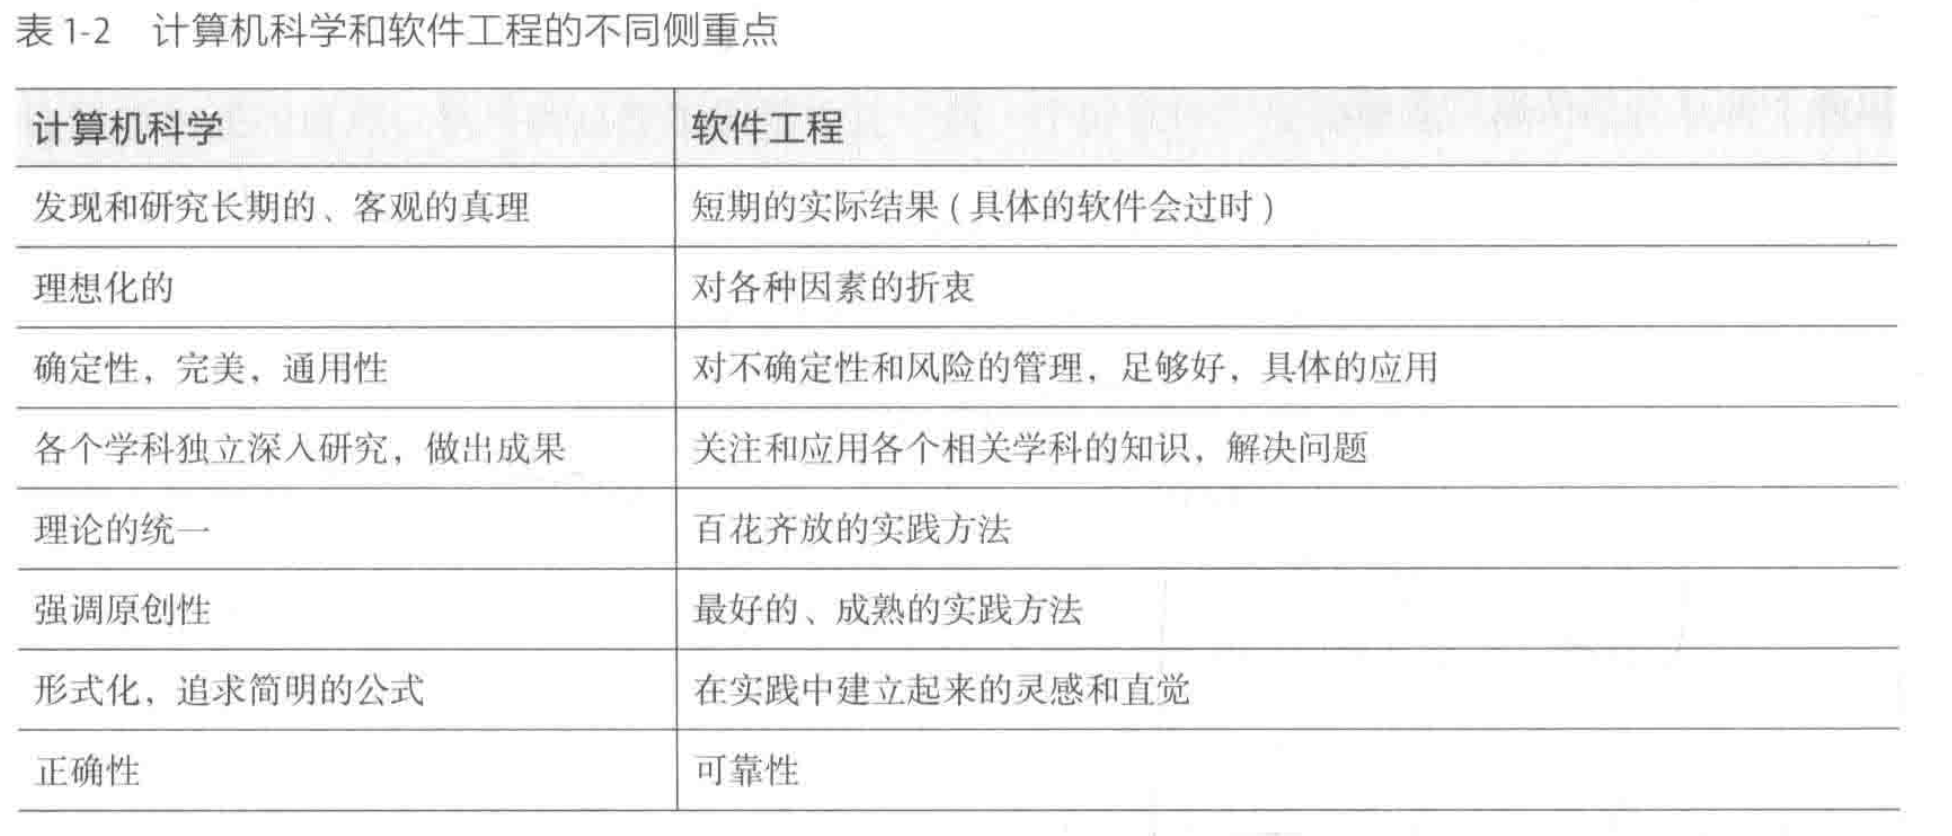 表1-2 计算机科学和软件工程的不同侧重点
计算机科学 软件工程
发现和研究长期的、客观的真理 短期的实际结果(具体的软件会过时)
理想化的 对各种因素的折衷
确定性，完美，通用性 对不确定性和风险的管理，足够好，具体的应用
各个学科独立深入研究，做出成果 关注和应用各个相关学科的知识，解决问题
理论的统一 百花齐放的实践方法
强调原创性 最好的、成熟的实践方法
形式化，追求简明的公式 在实践中建立起来的灵感和直觉
正确性 可靠性